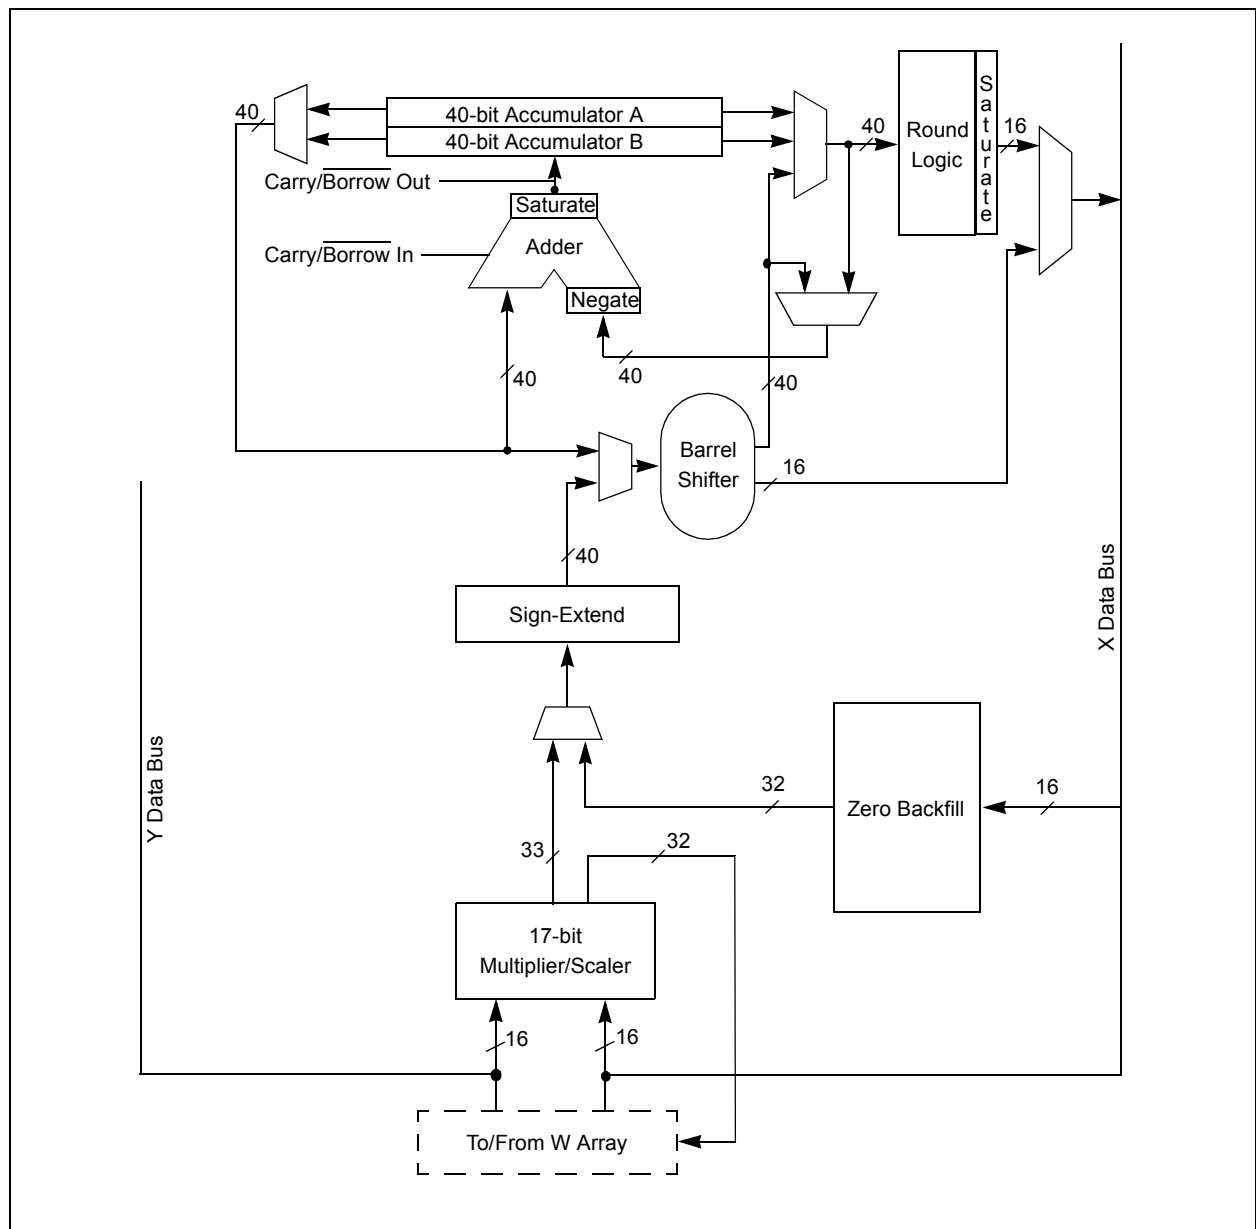 40
40-bit Accumulator A
40-bit Accumulator B
Carry/Borrow Out
Saturate
Carry/Borrow In
Adder
Negate
40
Round
Logic
Saturate
16
40
40
40
Barrel
Shifter
16
40
Sign-Extend
X Data Bus
Y Data Bus
32
Zero Backfill
16
33
32
17-bit
Multiplier/Scaler
16
16
To/From W Array